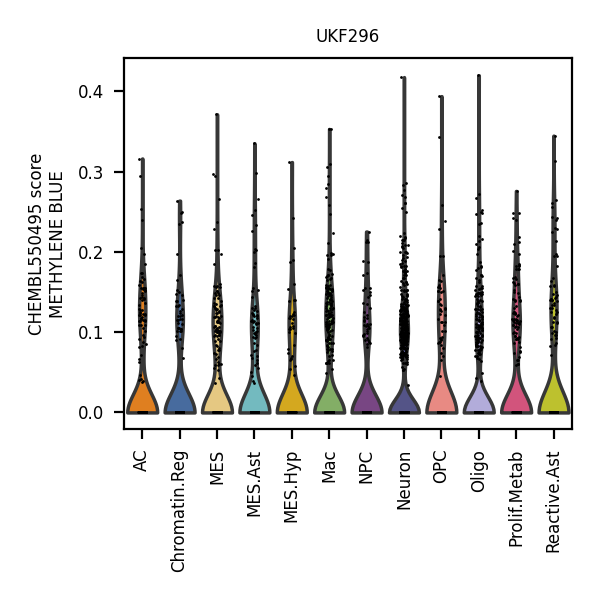 UKF296
CHEMBL550495 score
METHYLENE BLUE
0.4
0.3
0.2
0.1
0.0
AC
Chromatin.Reg
MES
MES.Ast
MES.Hyp
Mac
NPC
Neuron
OPC
Oligo
Prolif.Metab
Reactive.Ast